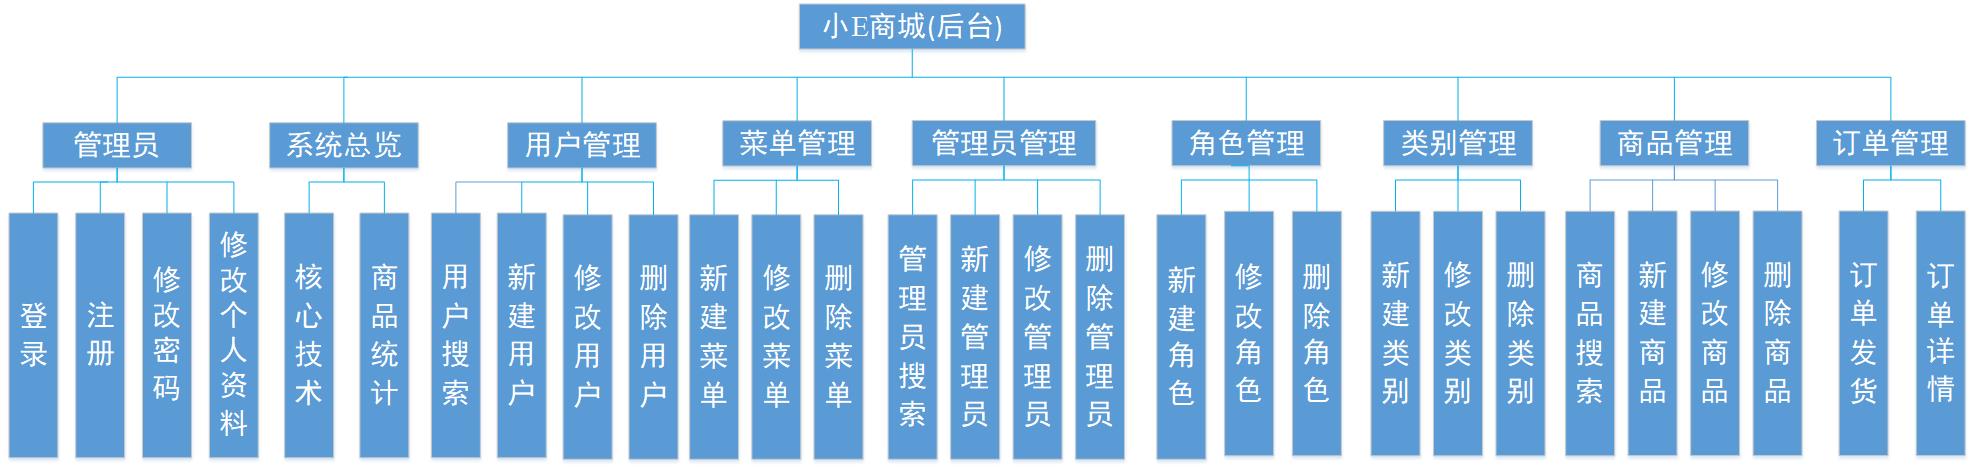 小E商城(后台)
管理员
系统总览
用户管理
菜单管理
管理员管理
角色管理
类别管理
商品管理
订单管理
登录
注册
修改密码
修改个人资料
核心技术
商品统计
用户搜索
新建用户
修改用户
删除用户
新建菜单
修改菜单
删除菜单
管理员搜索
新建管理员
修改管理员
删除管理员
新建角色
修改角色
删除角色
新建类别
修改类别
删除类别
商品搜索
新建商品
修改商品
删除商品
订单发货
订单详情